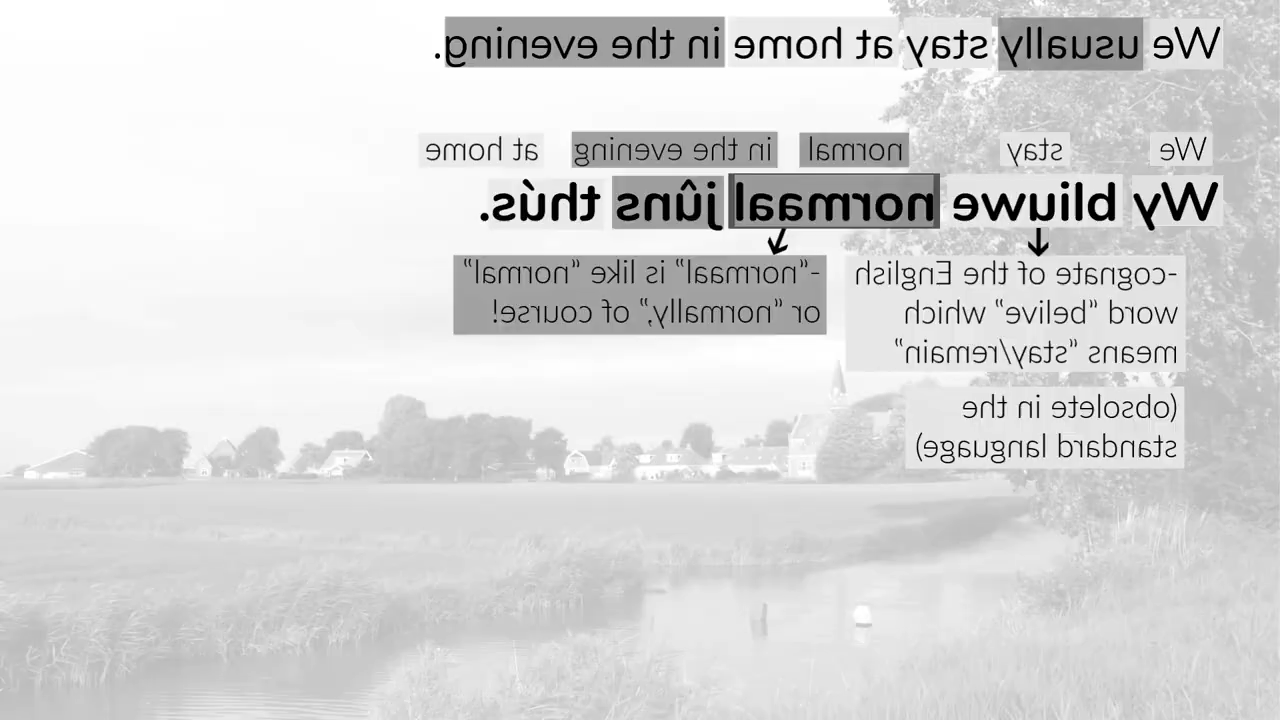 We usually stay at home in the evening.
We stay normal in the evening at home
Wy bliuwe normaal jûns thús.
-cognate of the English
word “belive” which
means “stay/remain”
(obsolete in the
standard language)
-“normaal” is like “normal”
or “normally,” of course!